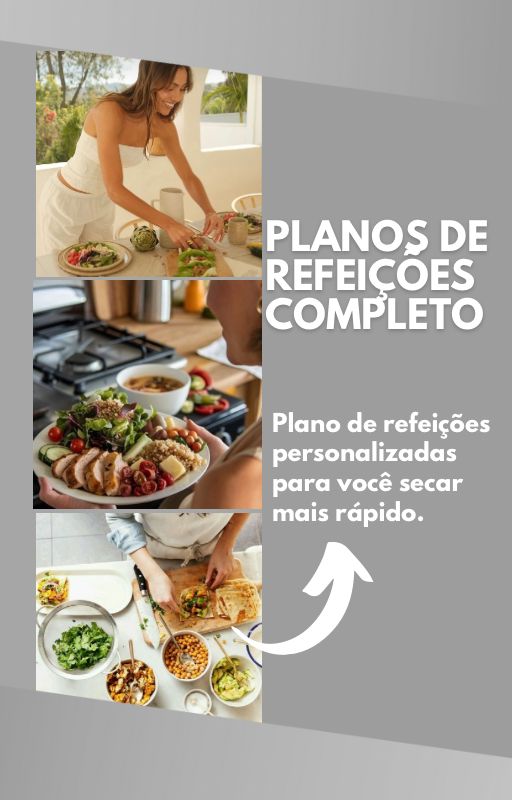 PLANOS DE
REFEIÇÕES
COMPLETO
Plano de refeições
personalizadas
para você secar
mais rápido.